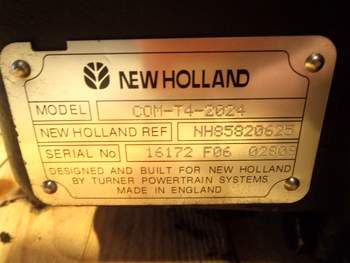 NEW HOLLAND
MODEL COM-T4-2024
NEW HOLLAND REF NH85820625
SERIAL No 16172 F06
DESIGNED AND BUILT FOR NEW HOLLAND
BY TURNER POWERTRAIN SYSTEMS
MADE IN ENGLAND